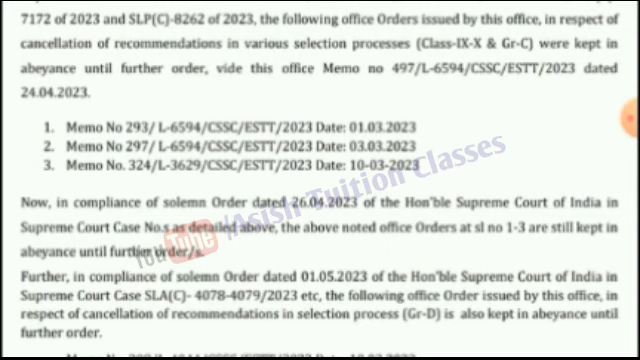 7172 of 2023 and SLP(C)-8262 of 2023, the following office Orders issued by this office, in respect of
cancellation of recommendations in various selection processes (Class-IX-X & Gr-C) were kept in
abeyance until further order, vide this office Memo no 497/L-6594/CSSC/ESTT/2023 dated
24.04.2023.
1. Memo No 293/ L-6594/CSSC/ESTT/2023 Date: 01.03.2023
2. Memo No 297/ L-6594/CSSC/ESTT/2023 Date: 03.03.2023
3. Memo No. 324/L-3629/CSSC/ESTT/2023 Date: 10-03-2023
Now, in compliance of solemn Order dated 26.04.2023 of the Hon'ble Supreme Court of India in
Supreme Court Case No.s as detailed above, the above noted office Orders at sl no 1-3 are still kept in
abeyance until further order/s.
YouTube /Asish Tuition Classes
Further, in compliance of solemn Order dated 01.05.2023 of the Hon'ble Supreme Court of India in
Supreme Court Case SLA(C)- 4078-4079/2023 etc, the following office Order issued by this office, in
respect of cancellation of recommendations in selection process (Gr-D) is also kept in abeyance until
further order.